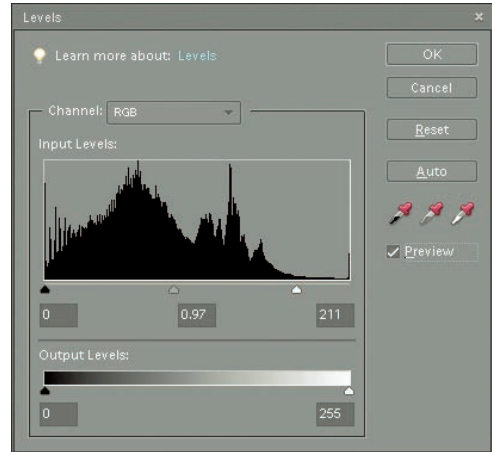 Levels
Learn more about: Levels
OK
Cancel
Channel: RGB
Reset
Input Levels:
Auto
Preview
0 0.97 211
Output Levels:
0 255